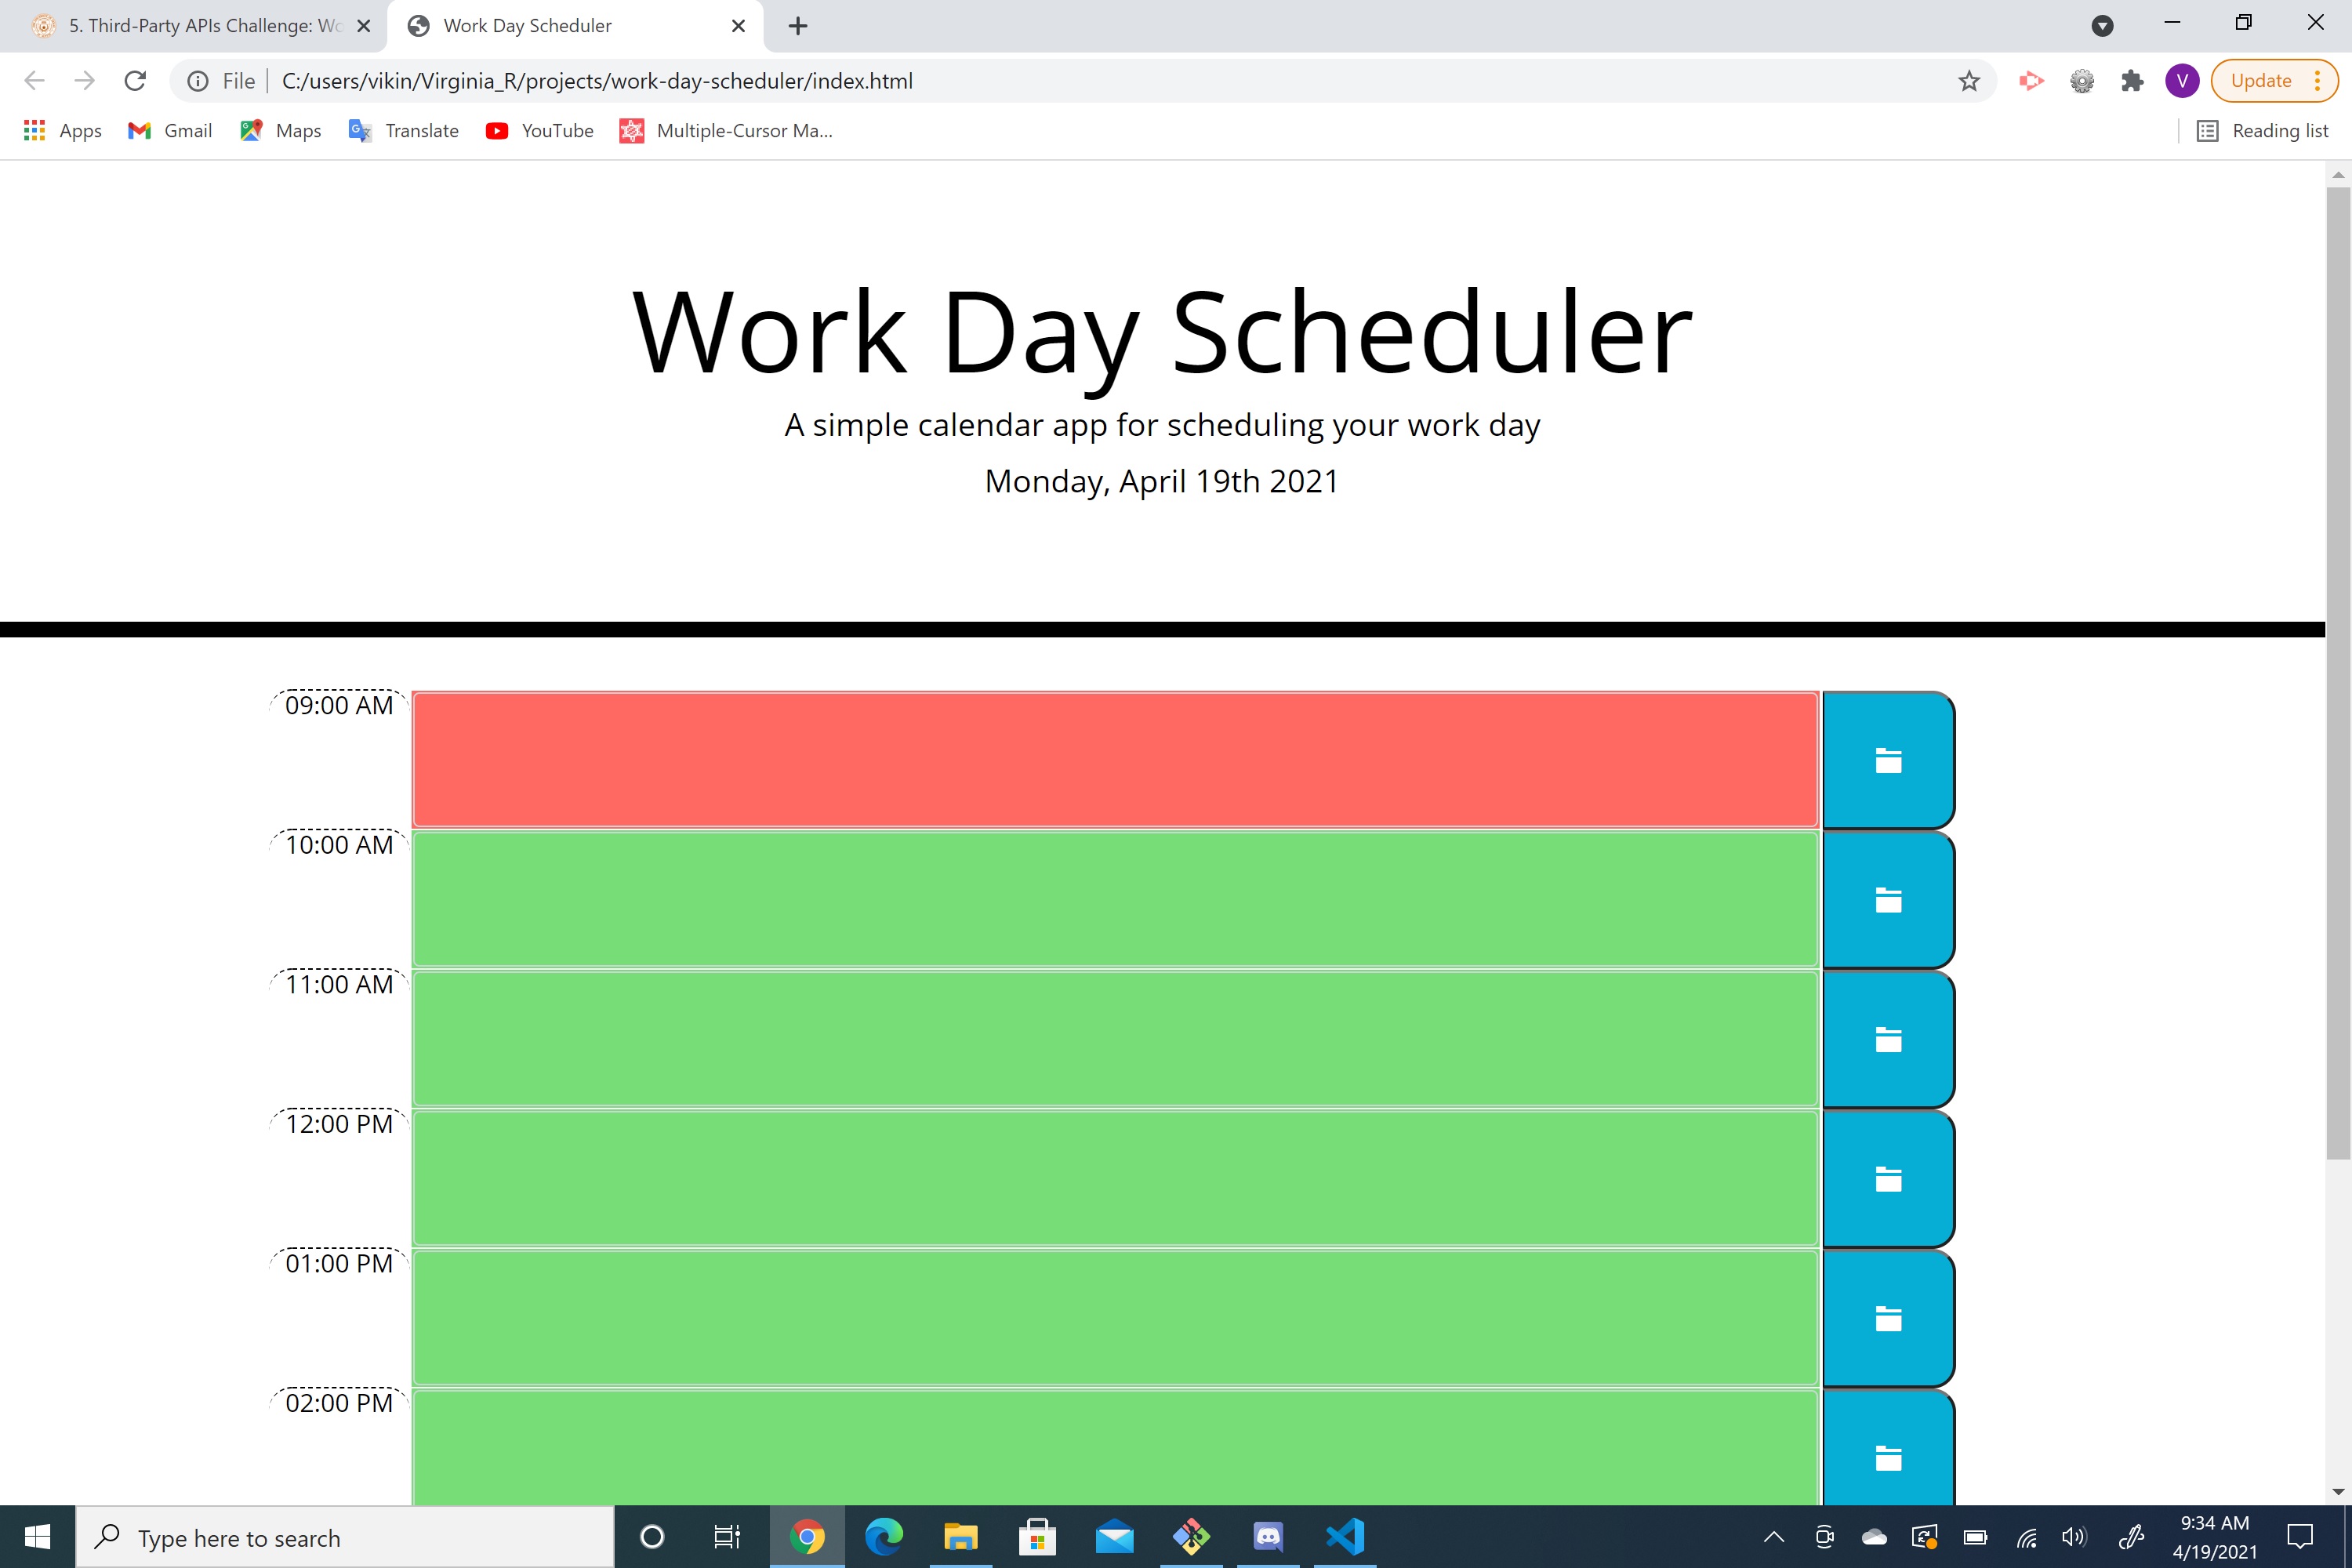 5. Third-Party APIs Challenge: Wo
Work Day Scheduler
File
C:/users/vikin/Virginia_R/projects/work-day-scheduler/index.html
V
Update
Apps
Gmail
Maps
Translate
YouTube
Multiple-Cursor Ma...
Reading list
Work Day Scheduler
A simple calendar app for scheduling your work day
Monday, April 19th 2021
09:00 AM
10:00 AM
11:00 AM
12:00 PM
01:00 PM
02:00 PM
Type here to search
9:34 AM
4/19/2021